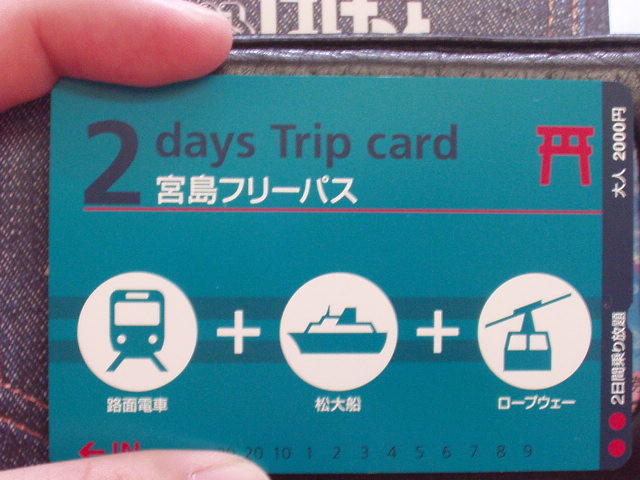 2 days Trip card
宮島フリーパス
大人 2000円
路面電車 + 松大船 + ロープウェー
2日間乗り放題
←IN
20 10 1 2 3 4 5 6 7 8 9